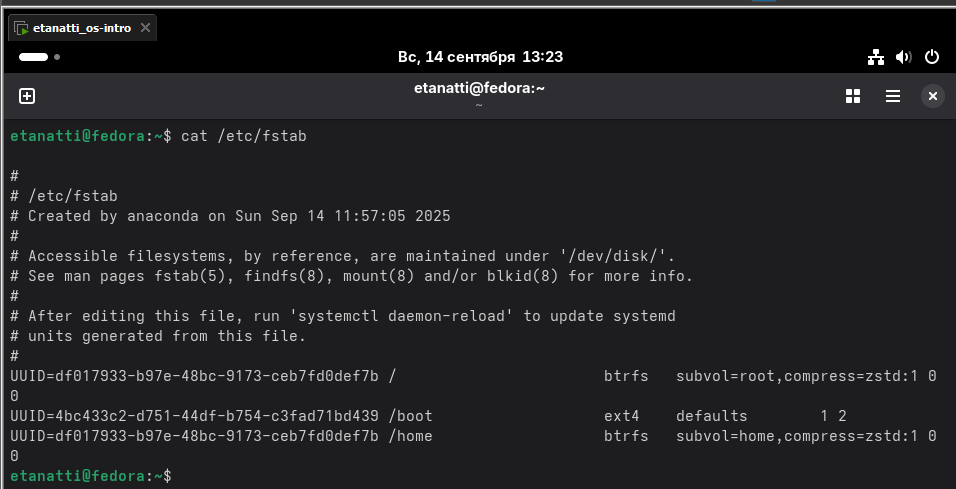 etanatti_os-intro
Вс, 14 сентября 13:23
etanatti@fedora:~
~
etanatti@fedora:~$ cat /etc/fstab
#
# /etc/fstab
# Created by anaconda on Sun Sep 14 11:57:05 2025
#
# Accessible filesystems, by reference, are maintained under '/dev/disk/'.
# See man pages fstab(5), findfs(8), mount(8) and/or blkid(8) for more info.
#
# After editing this file, run 'systemctl daemon-reload' to update systemd
# units generated from this file.
#
UUID=df017933-b97e-48bc-9173-ceb7fd0def7b /                       btrfs   subvol=root,compress=zstd:1 0
0
UUID=4bc433c2-d751-44df-b754-c3fad71bd439 /boot                   ext4    defaults        1 2
UUID=df017933-b97e-48bc-9173-ceb7fd0def7b /home                   btrfs   subvol=home,compress=zstd:1 0
0
etanatti@fedora:~$